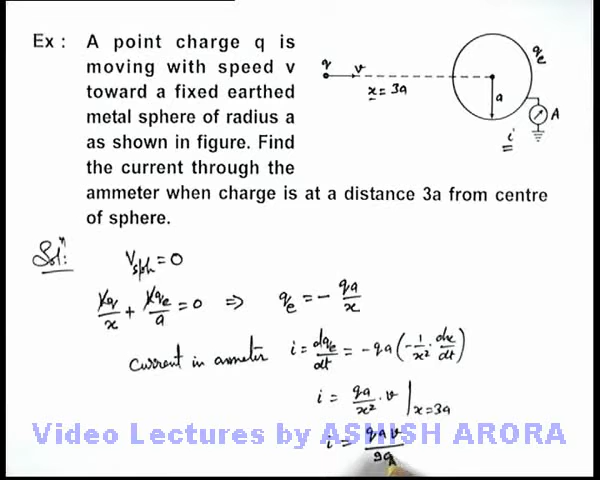 Ex : A point charge q is
moving with speed v
toward a fixed earthed
metal sphere of radius a
as shown in figure. Find
the current through the
ammeter when charge is at a distance 3a from centre
of sphere.
q v x = 3a a qe A i
Solⁿ: V_sph = 0
Kq/x + Kqe/a = 0 ⇒ qe = - qa/x
current in ammeter i = dqe/dt = - qa (- 1/x² · dx/dt)
i = qa/x² · v |x=3a
Video Lectures by ASHISH ARORA
i = qav/9a